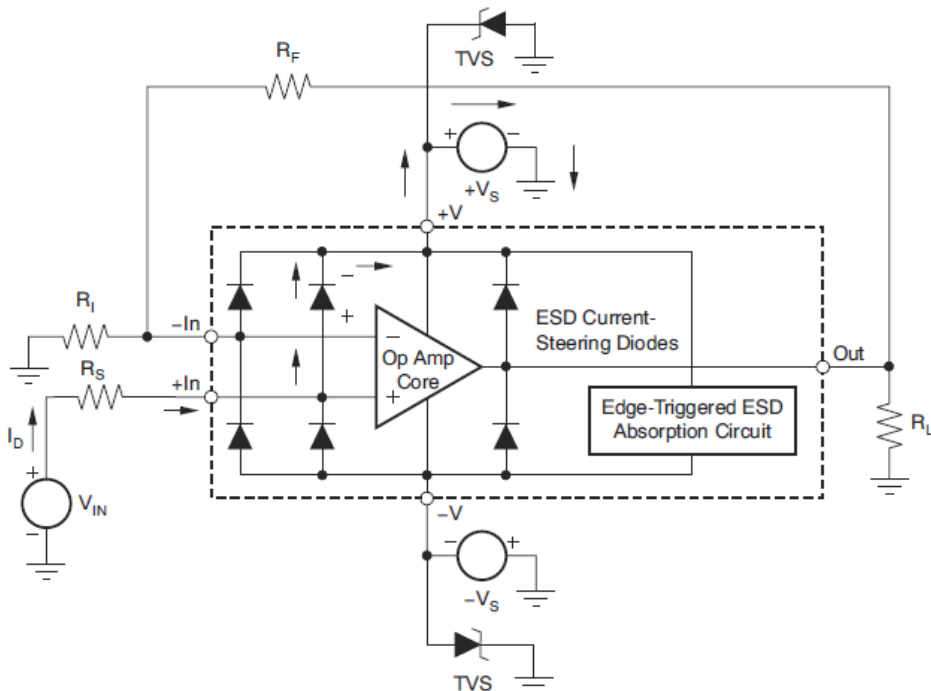 TVS
R_F
+ −
+V_S
+V
−
+
R_I
−In
−
ESD Current-
Steering Diodes
Op Amp
Core
Out
R_S
+In
+
Edge-Triggered ESD
Absorption Circuit
R_L
I_D
+
V_IN
−
−V
− +
−V_S
TVS